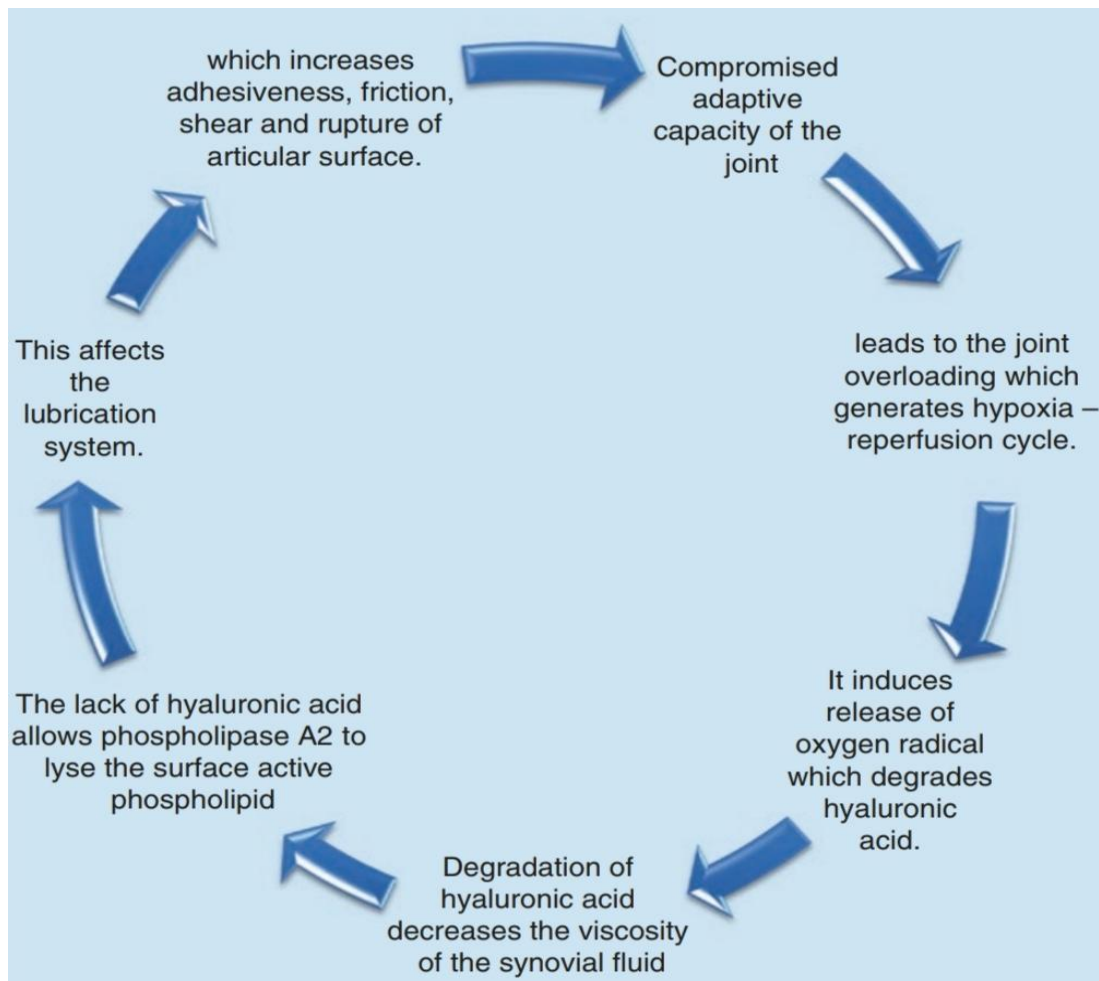 which increases
adhesiveness, friction,
shear and rupture of
articular surface.
Compromised
adaptive
capacity of the
joint
leads to the joint
overloading which
generates hypoxia –
reperfusion cycle.
It induces
release of
oxygen radical
which degrades
hyaluronic
acid.
Degradation of
hyaluronic acid
decreases the viscosity
of the synovial fluid
The lack of hyaluronic acid
allows phospholipase A2 to
lyse the surface active
phospholipid
This affects
the
lubrication
system.